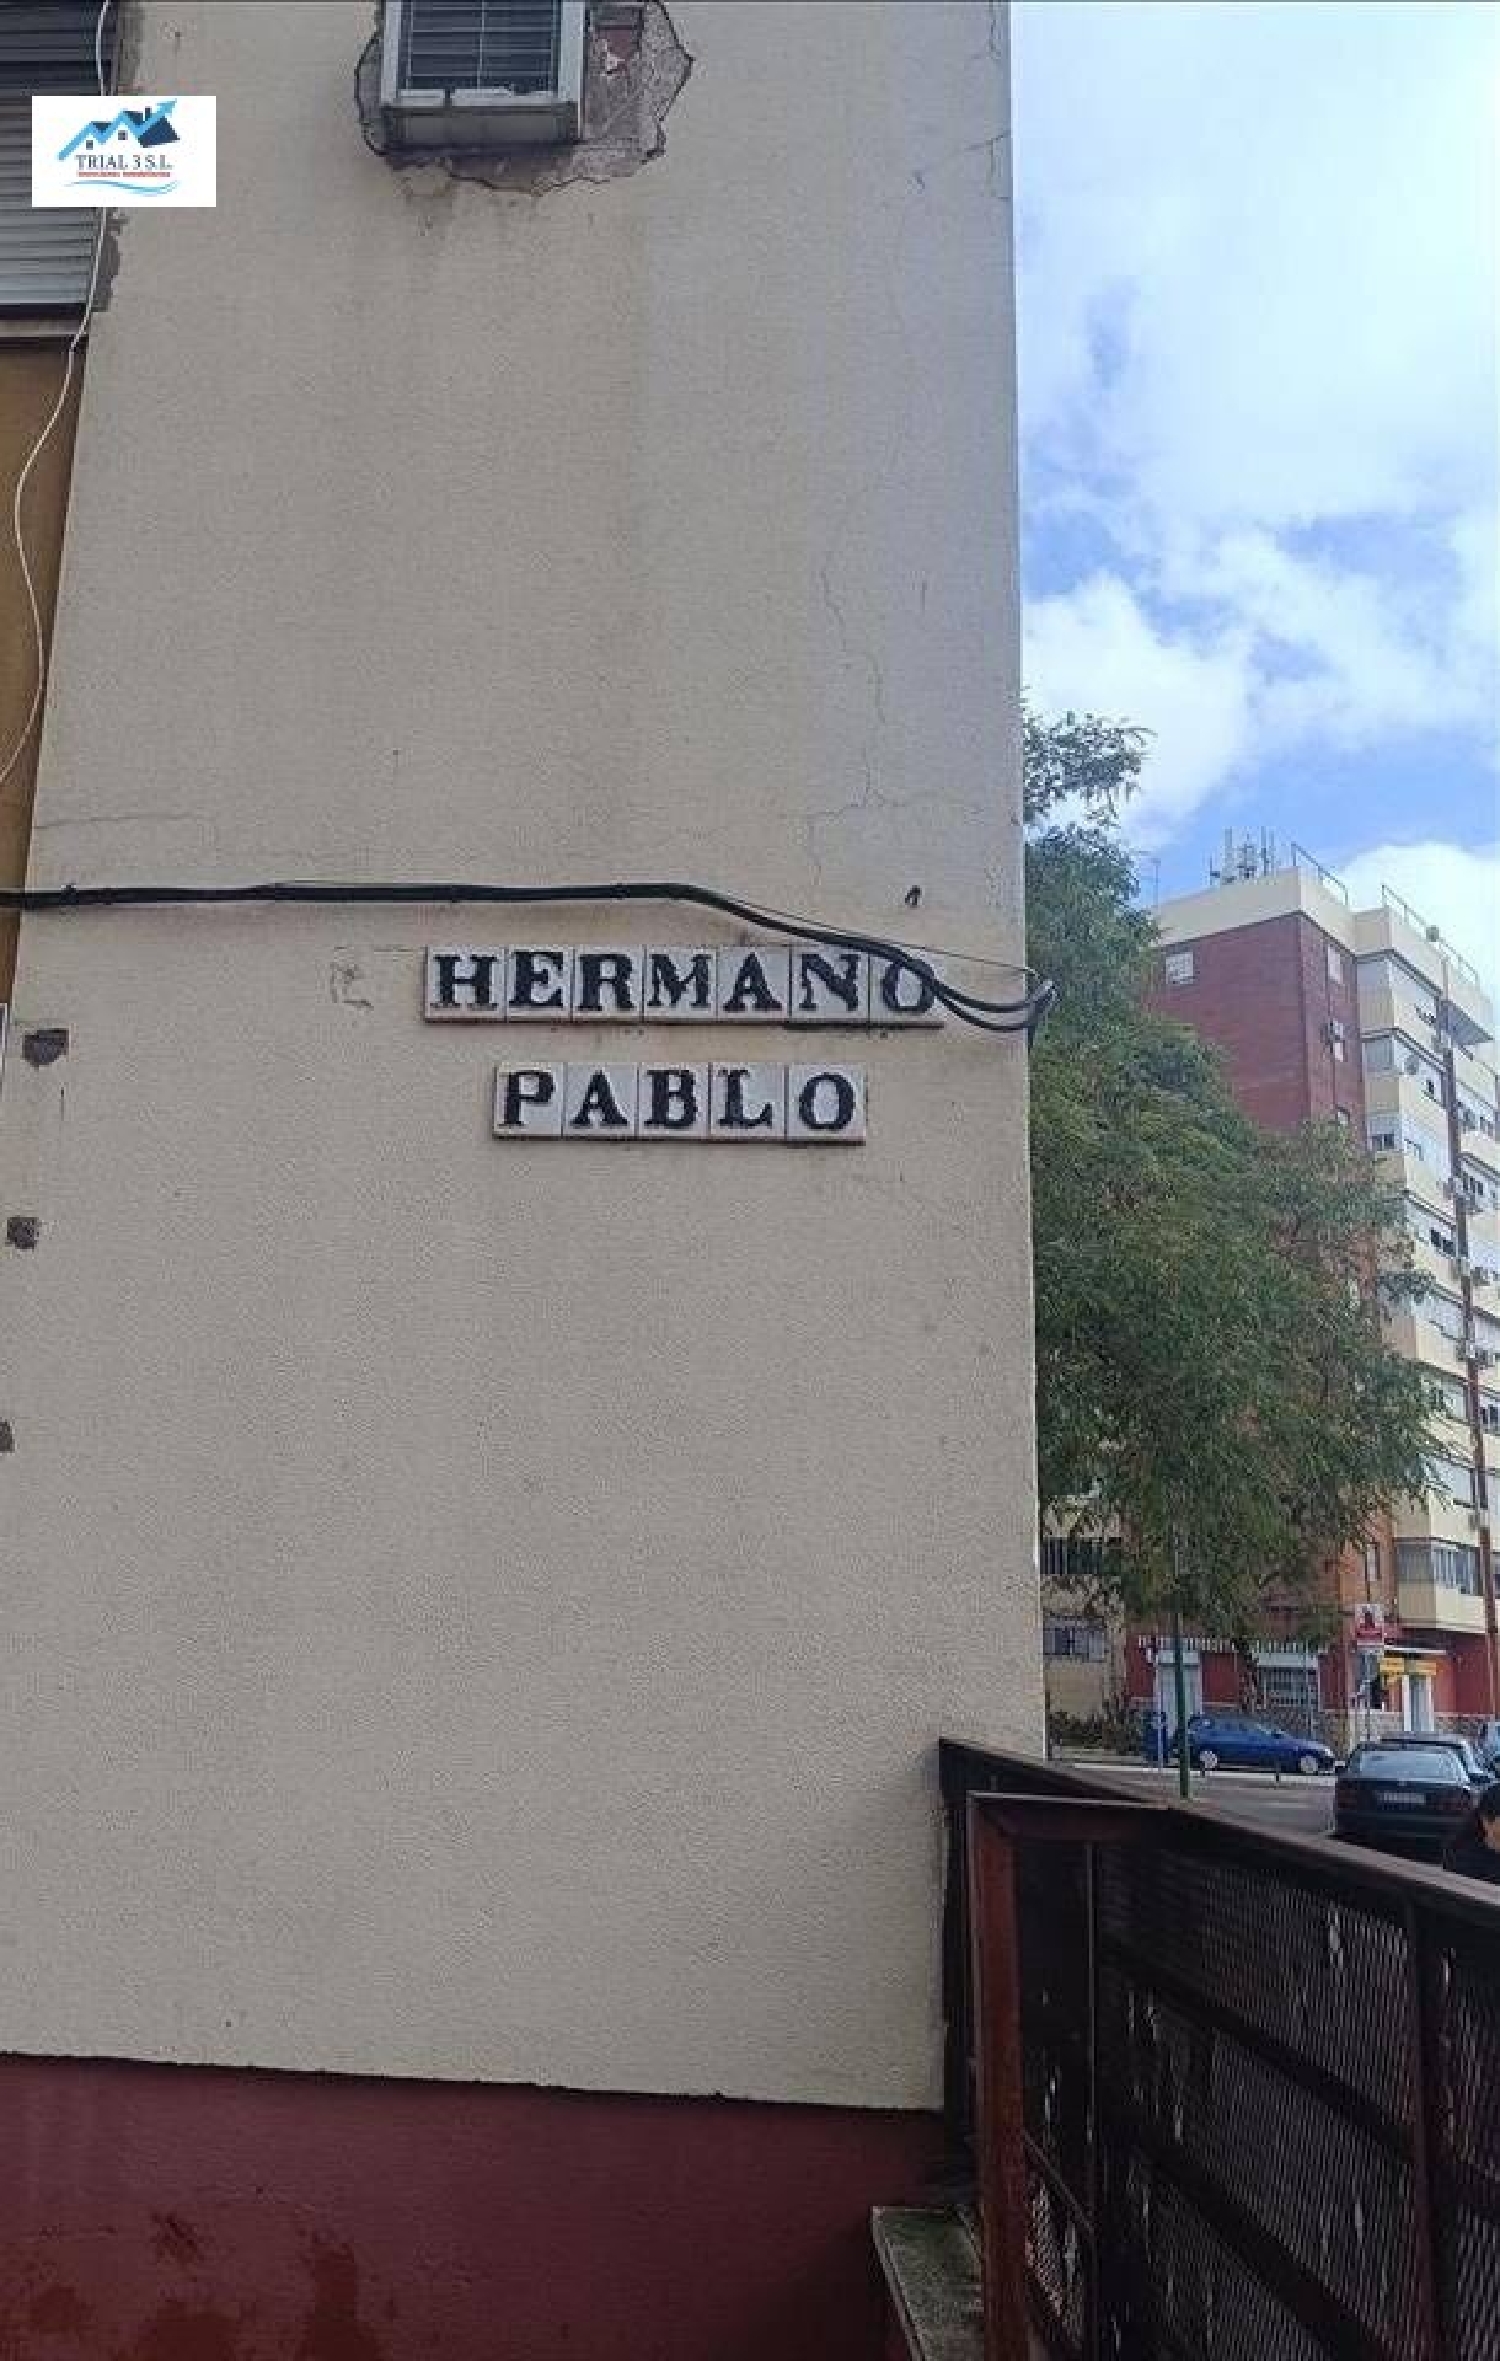 TRIAL 3 S.L.
HERMANO
PABLO